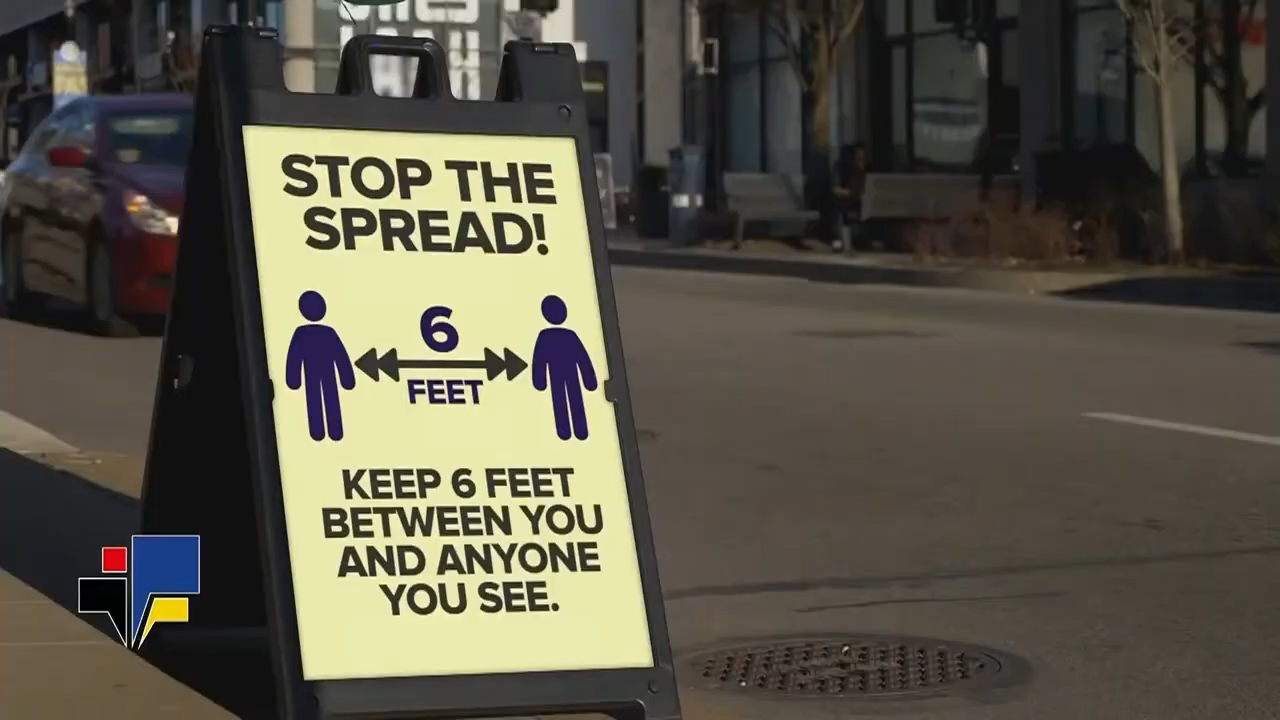 STOP THE
SPREAD!
6
FEET
KEEP 6 FEET
BETWEEN YOU
AND ANYONE
YOU SEE.